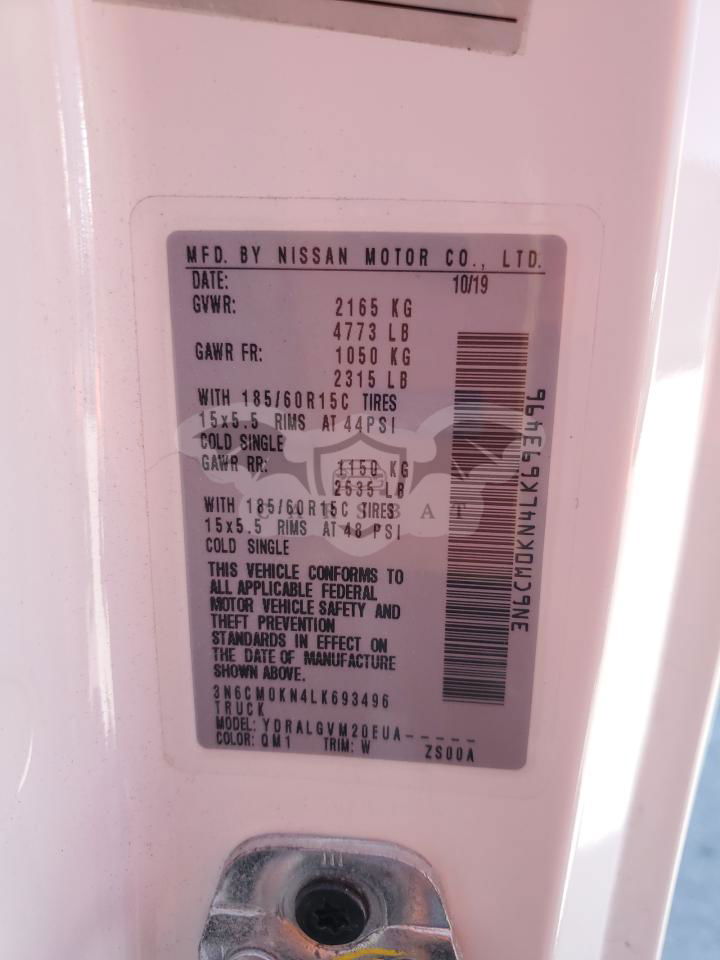 MFD. BY NISSAN MOTOR CO., LTD.
DATE: 10/19
GVWR: 2165 KG
4773 LB
GAWR FR: 1050 KG
2315 LB
WITH 185/60R15C TIRES
15x5.5 RIMS AT 44PSI
COLD SINGLE
GAWR RR: 1150 KG
2535 LB
WITH 185/60R15C TIRES
15x5.5 RIMS AT 48 PSI
COLD SINGLE
THIS VEHICLE CONFORMS TO
ALL APPLICABLE FEDERAL
MOTOR VEHICLE SAFETY AND
THEFT PREVENTION
STANDARDS IN EFFECT ON
THE DATE OF MANUFACTURE
SHOWN ABOVE.
3N6CM0KN4LK693496
TRUCK
MODEL: YDRALGVM20EUA-----
COLOR: QM1 TRIM: W ZS00A
3N6CM0KN4LK693496